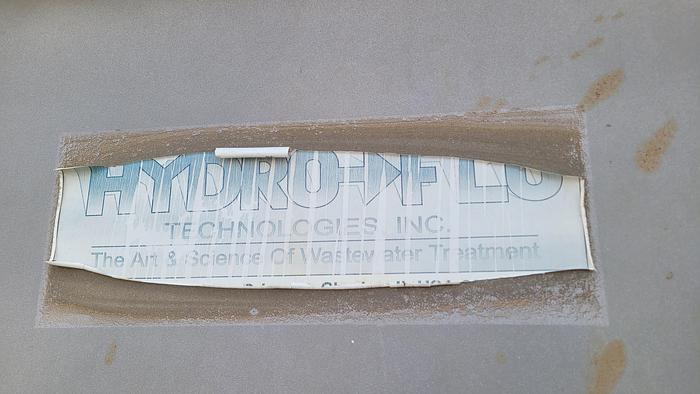 HYDRO-FLO
TECHNOLOGIES, INC.
The Art & Science Of Wastewater Treatment